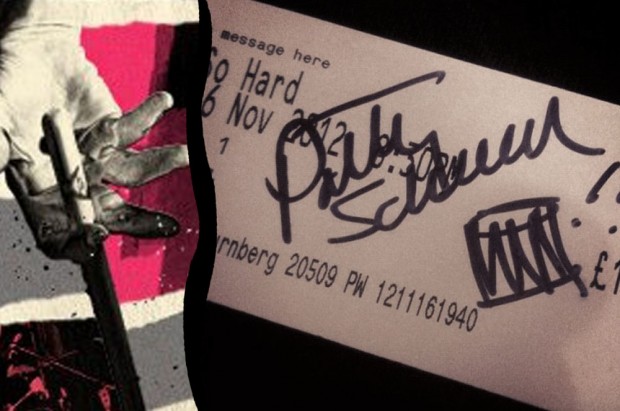 message here
So Hard
6 Nov 2012
1
rnberg 20509 PW 1211161940
£1